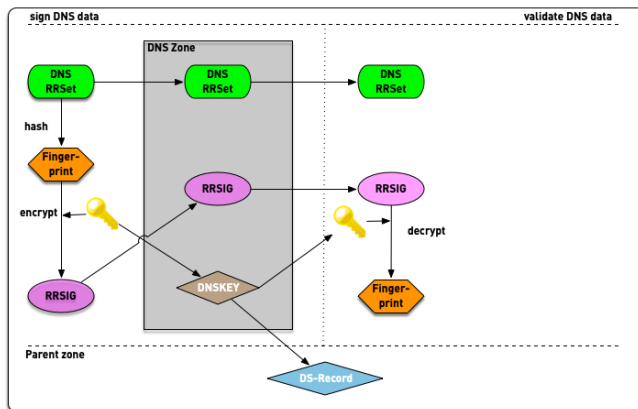 sign DNS data
validate DNS data
DNS Zone
DNS
RRSet
DNS
RRSet
DNS
RRSet
hash
Finger-
print
RRSIG
RRSIG
encrypt
decrypt
RRSIG
DNSKEY
Finger-
print
Parent zone
DS-Record